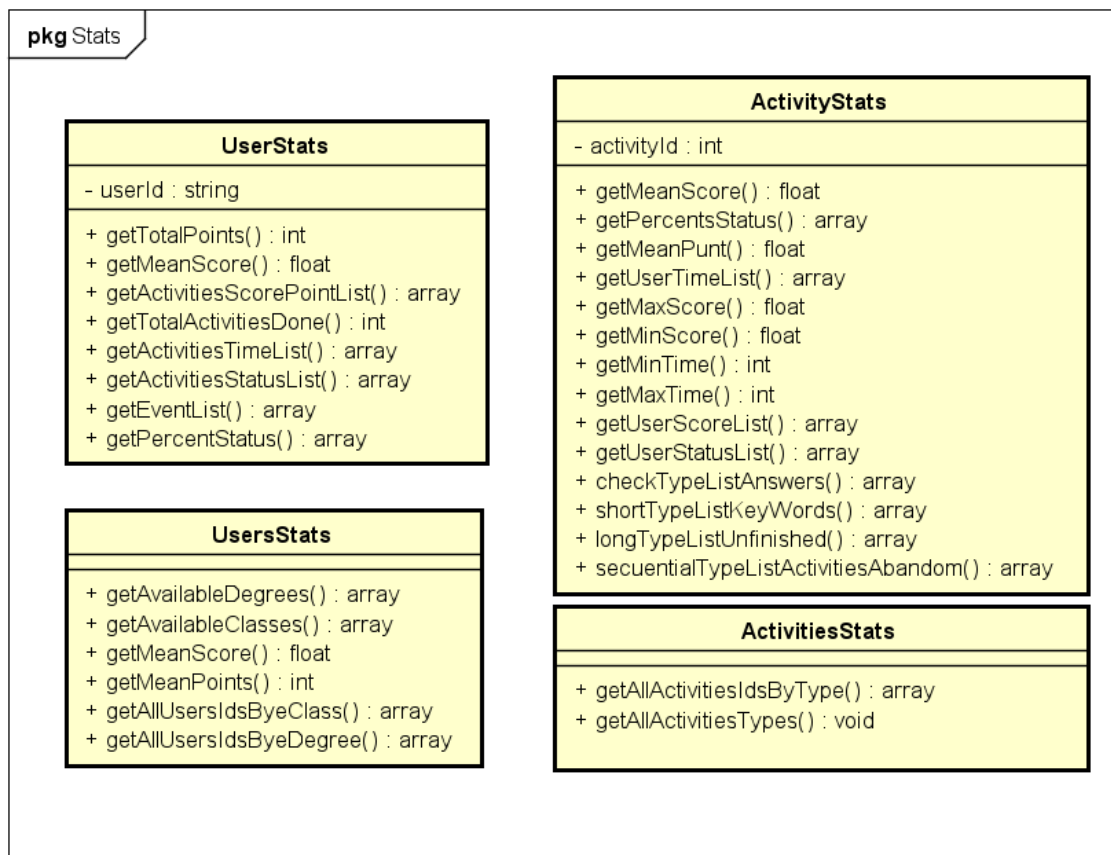 pkg Stats
UserStats
- userId : string
+ getTotalPoints() : int
+ getMeanScore() : float
+ getActivitiesScorePointList() : array
+ getTotalActivitiesDone() : int
+ getActivitiesTimeList() : array
+ getActivitiesStatusList() : array
+ getEventList() : array
+ getPercentStatus() : array
UsersStats
+ getAvailableDegrees() : array
+ getAvailableClasses() : array
+ getMeanScore() : float
+ getMeanPoints() : int
+ getAllUsersIdsByeClass() : array
+ getAllUsersIdsByeDegree() : array
ActivityStats
- activityId : int
+ getMeanScore() : float
+ getPercentsStatus() : array
+ getMeanPunt() : float
+ getUserTimeList() : array
+ getMaxScore() : float
+ getMinScore() : float
+ getMinTime() : int
+ getMaxTime() : int
+ getUserScoreList() : array
+ getUserStatusList() : array
+ checkTypeListAnswers() : array
+ shortTypeListKeyWords() : array
+ longTypeListUnfinished() : array
+ secuentialTypeListActivitiesAbandom() : array
ActivitiesStats
+ getAllActivitiesIdsByType() : array
+ getAllActivitiesTypes() : void